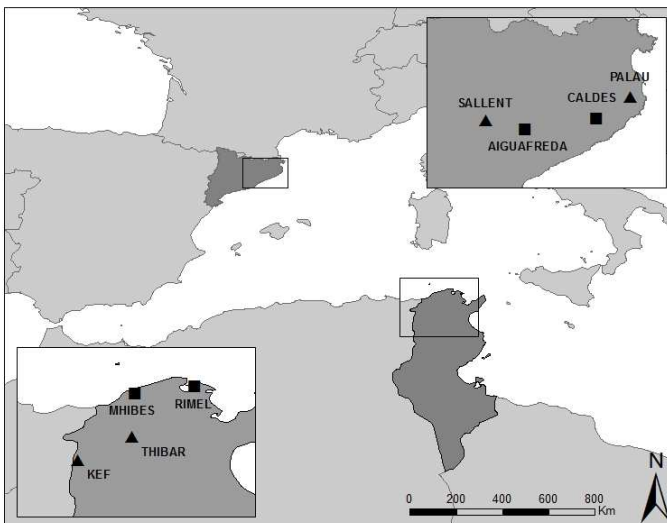 PALAU
SALLENT
CALDES
AIGUAFREDA
MHIBES
RIMEL
THIBAR
KEF
N
0 200 400 600 800
Km